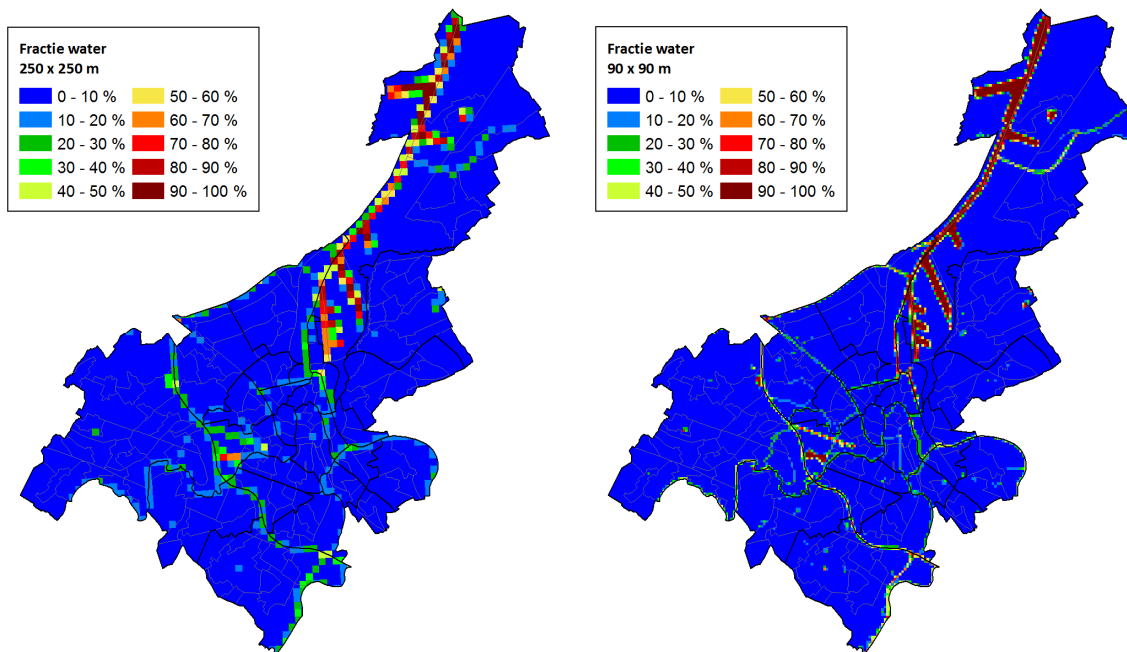 Fractie water
250 x 250 m
0 - 10 % 50 - 60 %
10 - 20 % 60 - 70 %
20 - 30 % 70 - 80 %
30 - 40 % 80 - 90 %
40 - 50 % 90 - 100 %
Fractie water
90 x 90 m
0 - 10 % 50 - 60 %
10 - 20 % 60 - 70 %
20 - 30 % 70 - 80 %
30 - 40 % 80 - 90 %
40 - 50 % 90 - 100 %